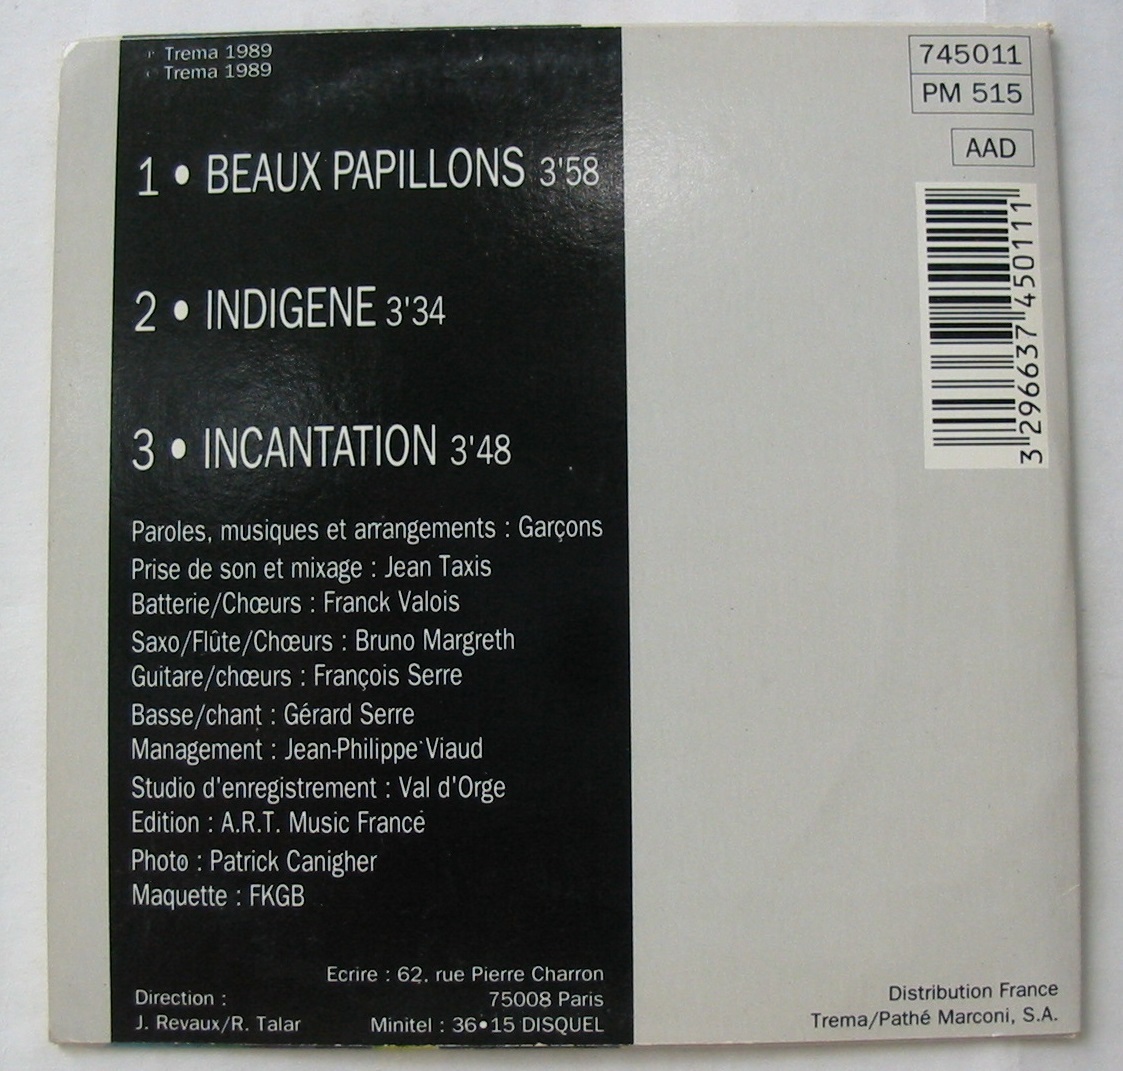 ℗ Trema 1989
© Trema 1989
1 • BEAUX PAPILLONS 3'58
2 • INDIGENE 3'34
3 • INCANTATION 3'48
Paroles, musiques et arrangements : Garçons
Prise de son et mixage : Jean Taxis
Batterie/Chœurs : Franck Valois
Saxo/Flûte/Chœurs : Bruno Margreth
Guitare/chœurs : François Serre
Basse/chant : Gérard Serre
Management : Jean-Philippe Viaud
Studio d'enregistrement : Val d'Orge
Edition : A.R.T. Music France
Photo : Patrick Canigher
Maquette : FKGB
Ecrire : 62, rue Pierre Charron
75008 Paris
Minitel : 36•15 DISQUEL
Direction :
J. Revaux/R. Talar
745011
PM 515
AAD
3 296637 450111
Distribution France
Trema/Pathé Marconi, S.A.